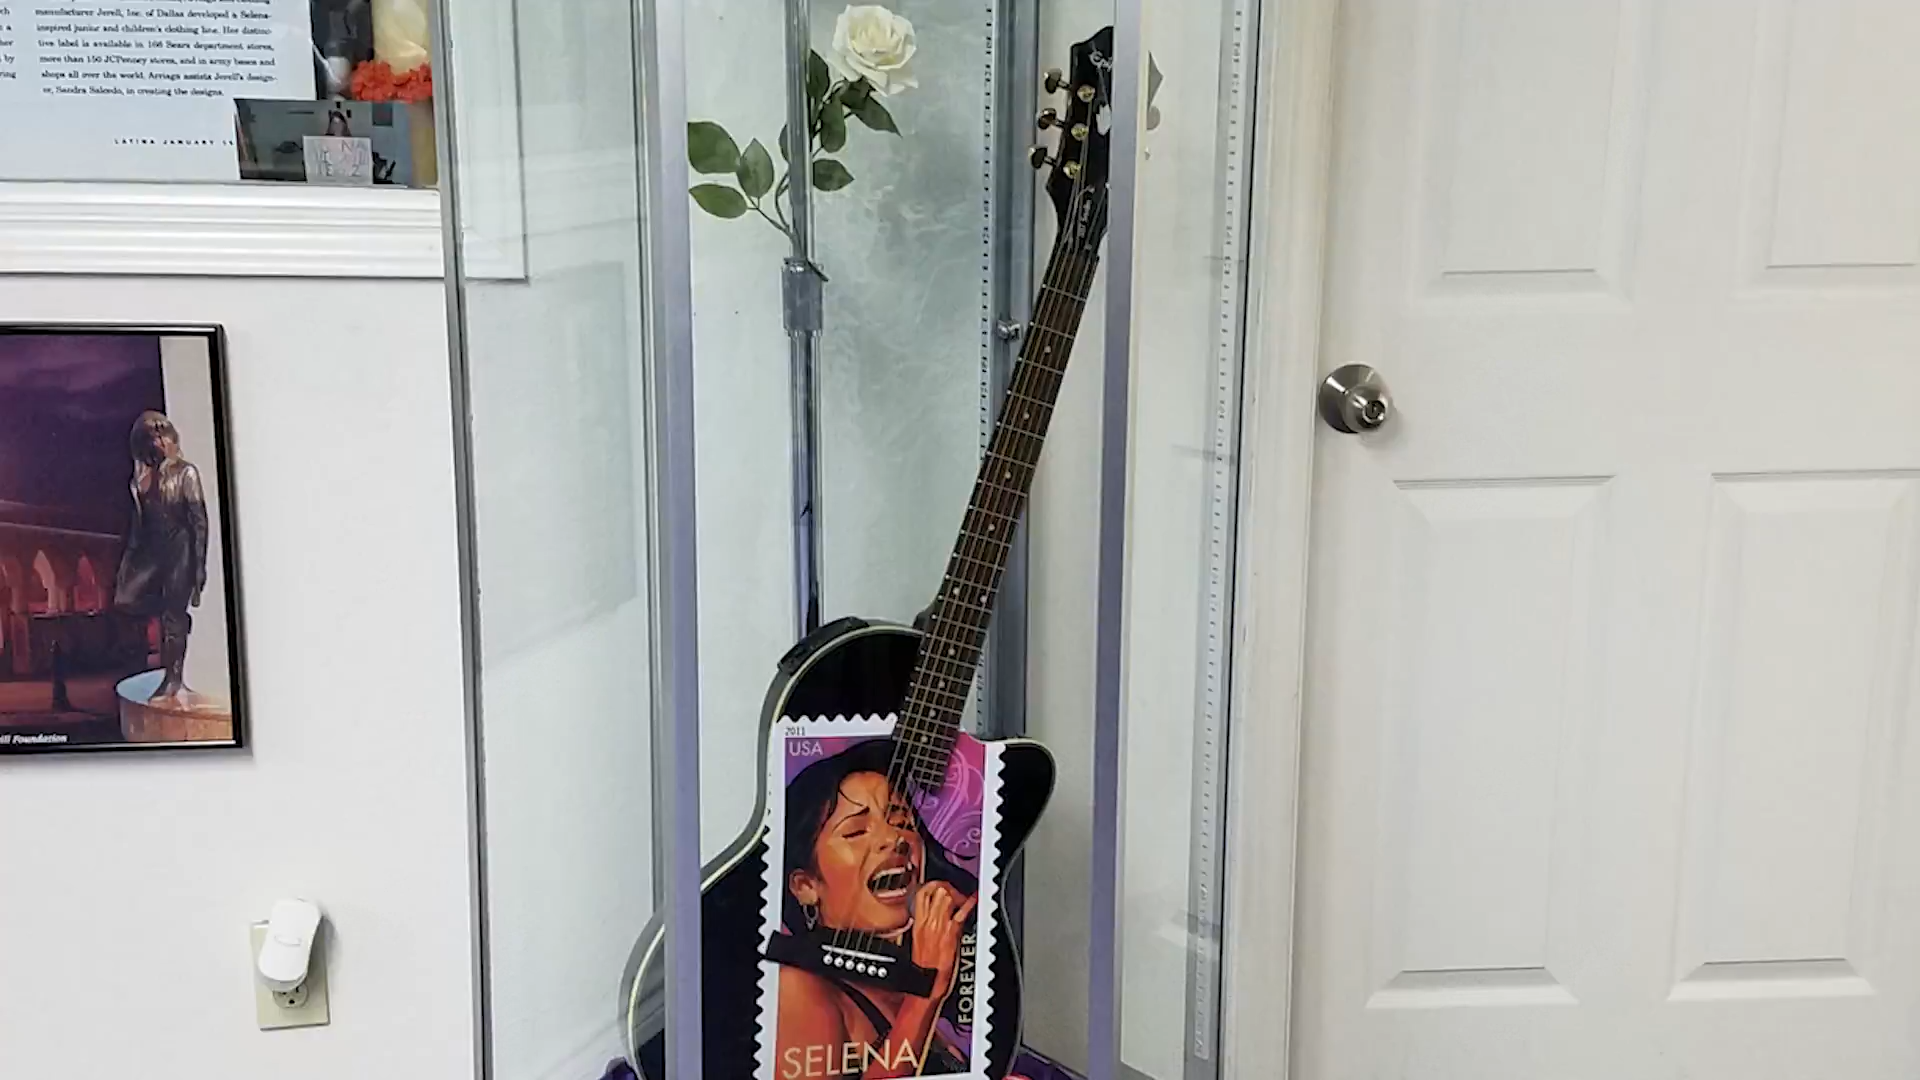 manufacturer Jerell, Inc. of Dallas developed a Selena-
inspired junior and children's clothing line. Her distinc-
tive label is available in 166 Sears department stores,
more than 150 JCPenney stores, and in army bases and
shops all over the world. Arriaga assists Jerell's design-
er, Sandra Salcedo, in creating the designs.
LATINA JANUARY
Foundation
2011
USA
FOREVER
SELENA